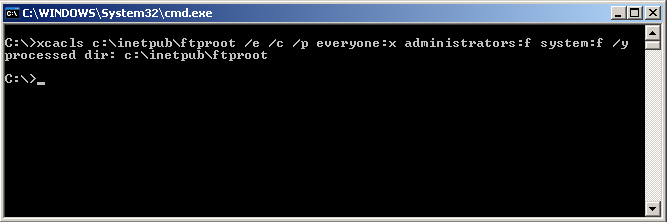 C:\WINDOWS\System32\cmd.exe
C:\>xcacls c:\inetpub\ftproot /e /c /p everyone:x administrators:f system:f /y
processed dir: c:\inetpub\ftproot
C:\>_